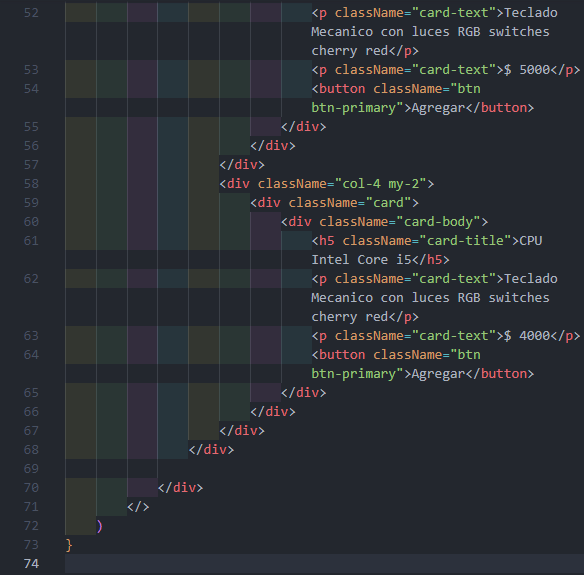 52 <p className="card-text">Teclado
Mecanico con luces RGB switches
cherry red</p>
53 <p className="card-text">$ 5000</p>
54 <button className="btn
btn-primary">Agregar</button>
55 </div>
56 </div>
57 </div>
58 <div className="col-4 my-2">
59 <div className="card">
60 <div className="card-body">
61 <h5 className="card-title">CPU
Intel Core i5</h5>
62 <p className="card-text">Teclado
Mecanico con luces RGB switches
cherry red</p>
63 <p className="card-text">$ 4000</p>
64 <button className="btn
btn-primary">Agregar</button>
65 </div>
66 </div>
67 </div>
68 </div>
69
70 </div>
71 </>
72 )
73 }
74